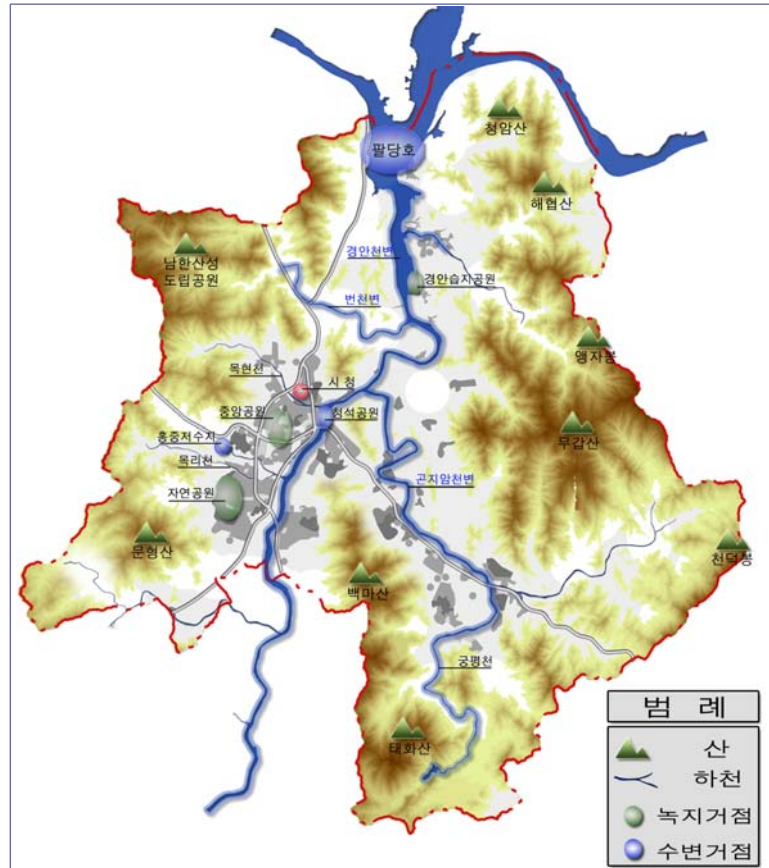 청암산
팔당호
해협산
남한산성
도립공원
경안천변
경안습지공원
번천변
앵자봉
목현천
시 청
중앙공원
청석공원
무갑산
홍중저수지
목리천
곤지암천변
자연공원
문형산
천덕봉
백마산
궁평천
태화산
범 례
산
하천
녹지거점
수변거점